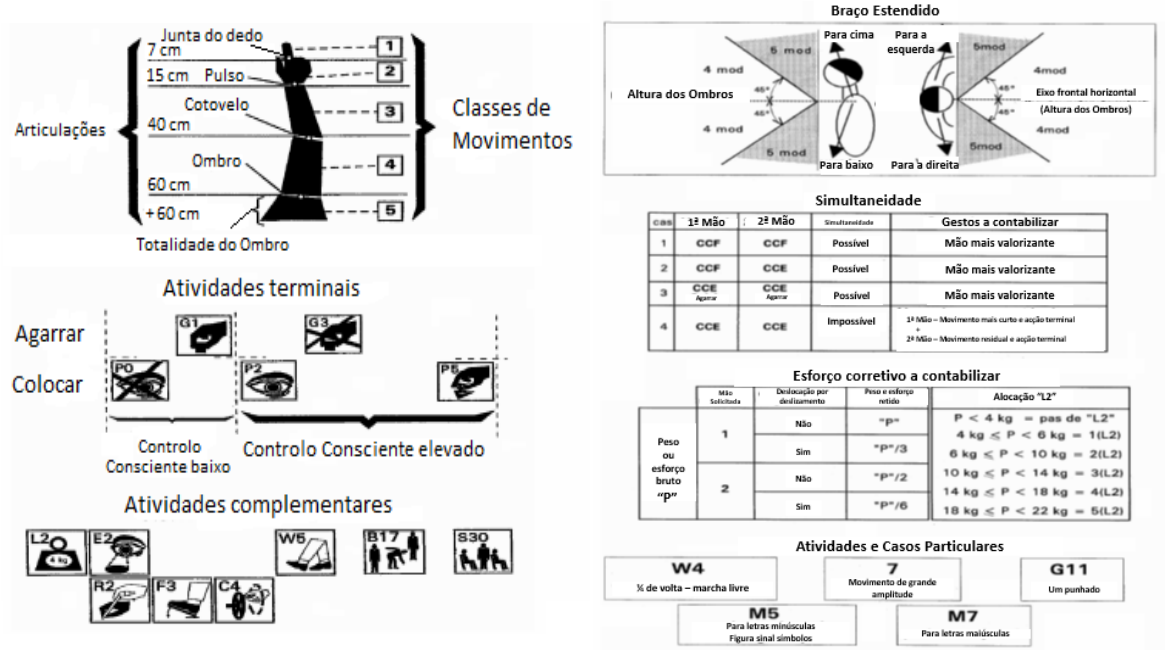 Junta do dedo
7 cm
1
15 cm Pulso
2
Cotovelo
3
40 cm
Articulações
Classes de
Movimentos
Ombro
4
60 cm
+60 cm
5
Totalidade do Ombro
Atividades terminais
Agarrar
G1
G3
Colocar
P0
P2
P5
Controlo
Consciente baixo
Controlo Consciente elevado
Atividades complementares
L2
4 kg
E2
W5
B17
S30
R2
F3
C4
Braço Estendido
Para cima
Para a
esquerda
5 mod
5mod
4 mod
4mod
45°
45°
Altura dos Ombros
Eixo frontal horizontal
(Altura dos Ombros)
45°
45°
4 mod
4mod
5 mod
5mod
Para baixo
Para a direita
Simultaneidade
cas 1ª Mão 2ª Mão Simultaneidade Gestos a contabilizar
1 CCF CCF Possível Mão mais valorizante
2 CCF CCE Possível Mão mais valorizante
3 CCE Agarrar CCE Agarrar Possível Mão mais valorizante
4 CCE CCE Impossível 1ª Mão – Movimento mais curto e acção terminal
+
2ª Mão – Movimento residual e acção terminal
Esforço corretivo a contabilizar
Mão Solicitada
Deslocação por deslizamento
Peso e esforço retido
Alocação "L2"
Peso
ou
esforço
bruto
"P"
1
Não "P"
Sim "P"/3
2
Não "P"/2
Sim "P"/6
P < 4 kg = pas de "L2"
4 kg ≤ P < 6 kg = 1(L2)
6 kg ≤ P < 10 kg = 2(L2)
10 kg ≤ P < 14 kg = 3(L2)
14 kg ≤ P < 18 kg = 4(L2)
18 kg ≤ P < 22 kg = 5(L2)
Atividades e Casos Particulares
W4
¼ de volta – marcha livre
7
Movimento de grande
amplitude
G11
Um punhado
M5
Para letras minúsculas
Figura sinal símbolos
M7
Para letras maiúsculas